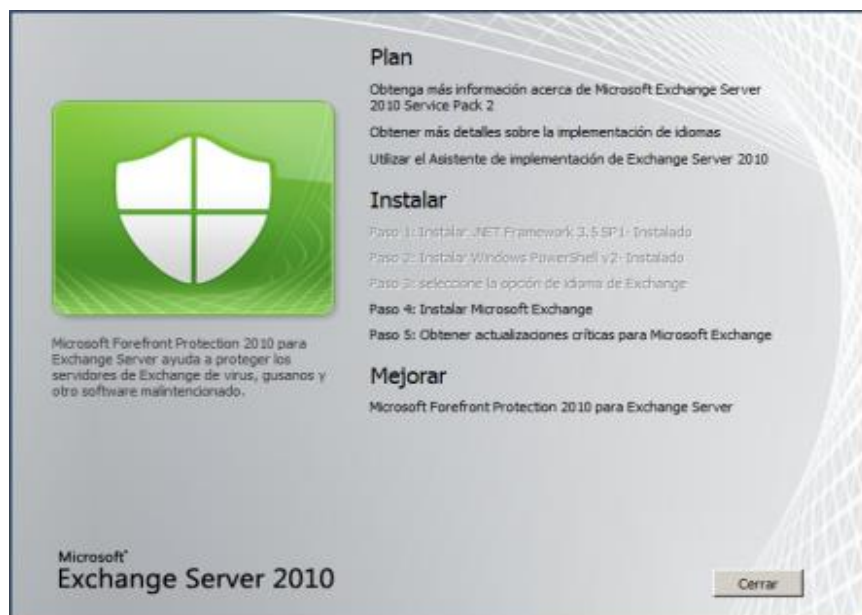 Plan
Obtenga más información acerca de Microsoft Exchange Server
2010 Service Pack 2
Obtener más detalles sobre la implementación de idiomas
Utilizar el Asistente de implementación de Exchange Server 2010
Instalar
Paso 1: Instalar .NET Framework 3.5 SP1- Instalado
Paso 2: Instalar Windows PowerShell v2- Instalado
Paso 3: seleccione la opción de idioma de Exchange
Paso 4: Instalar Microsoft Exchange
Paso 5: Obtener actualizaciones críticas para Microsoft Exchange
Mejorar
Microsoft Forefront Protection 2010 para Exchange Server
Microsoft Forefront Protection 2010 para
Exchange Server ayuda a proteger los
servidores de Exchange de virus, gusanos y
otro software malintencionado.
Microsoft
Exchange Server 2010
Cerrar